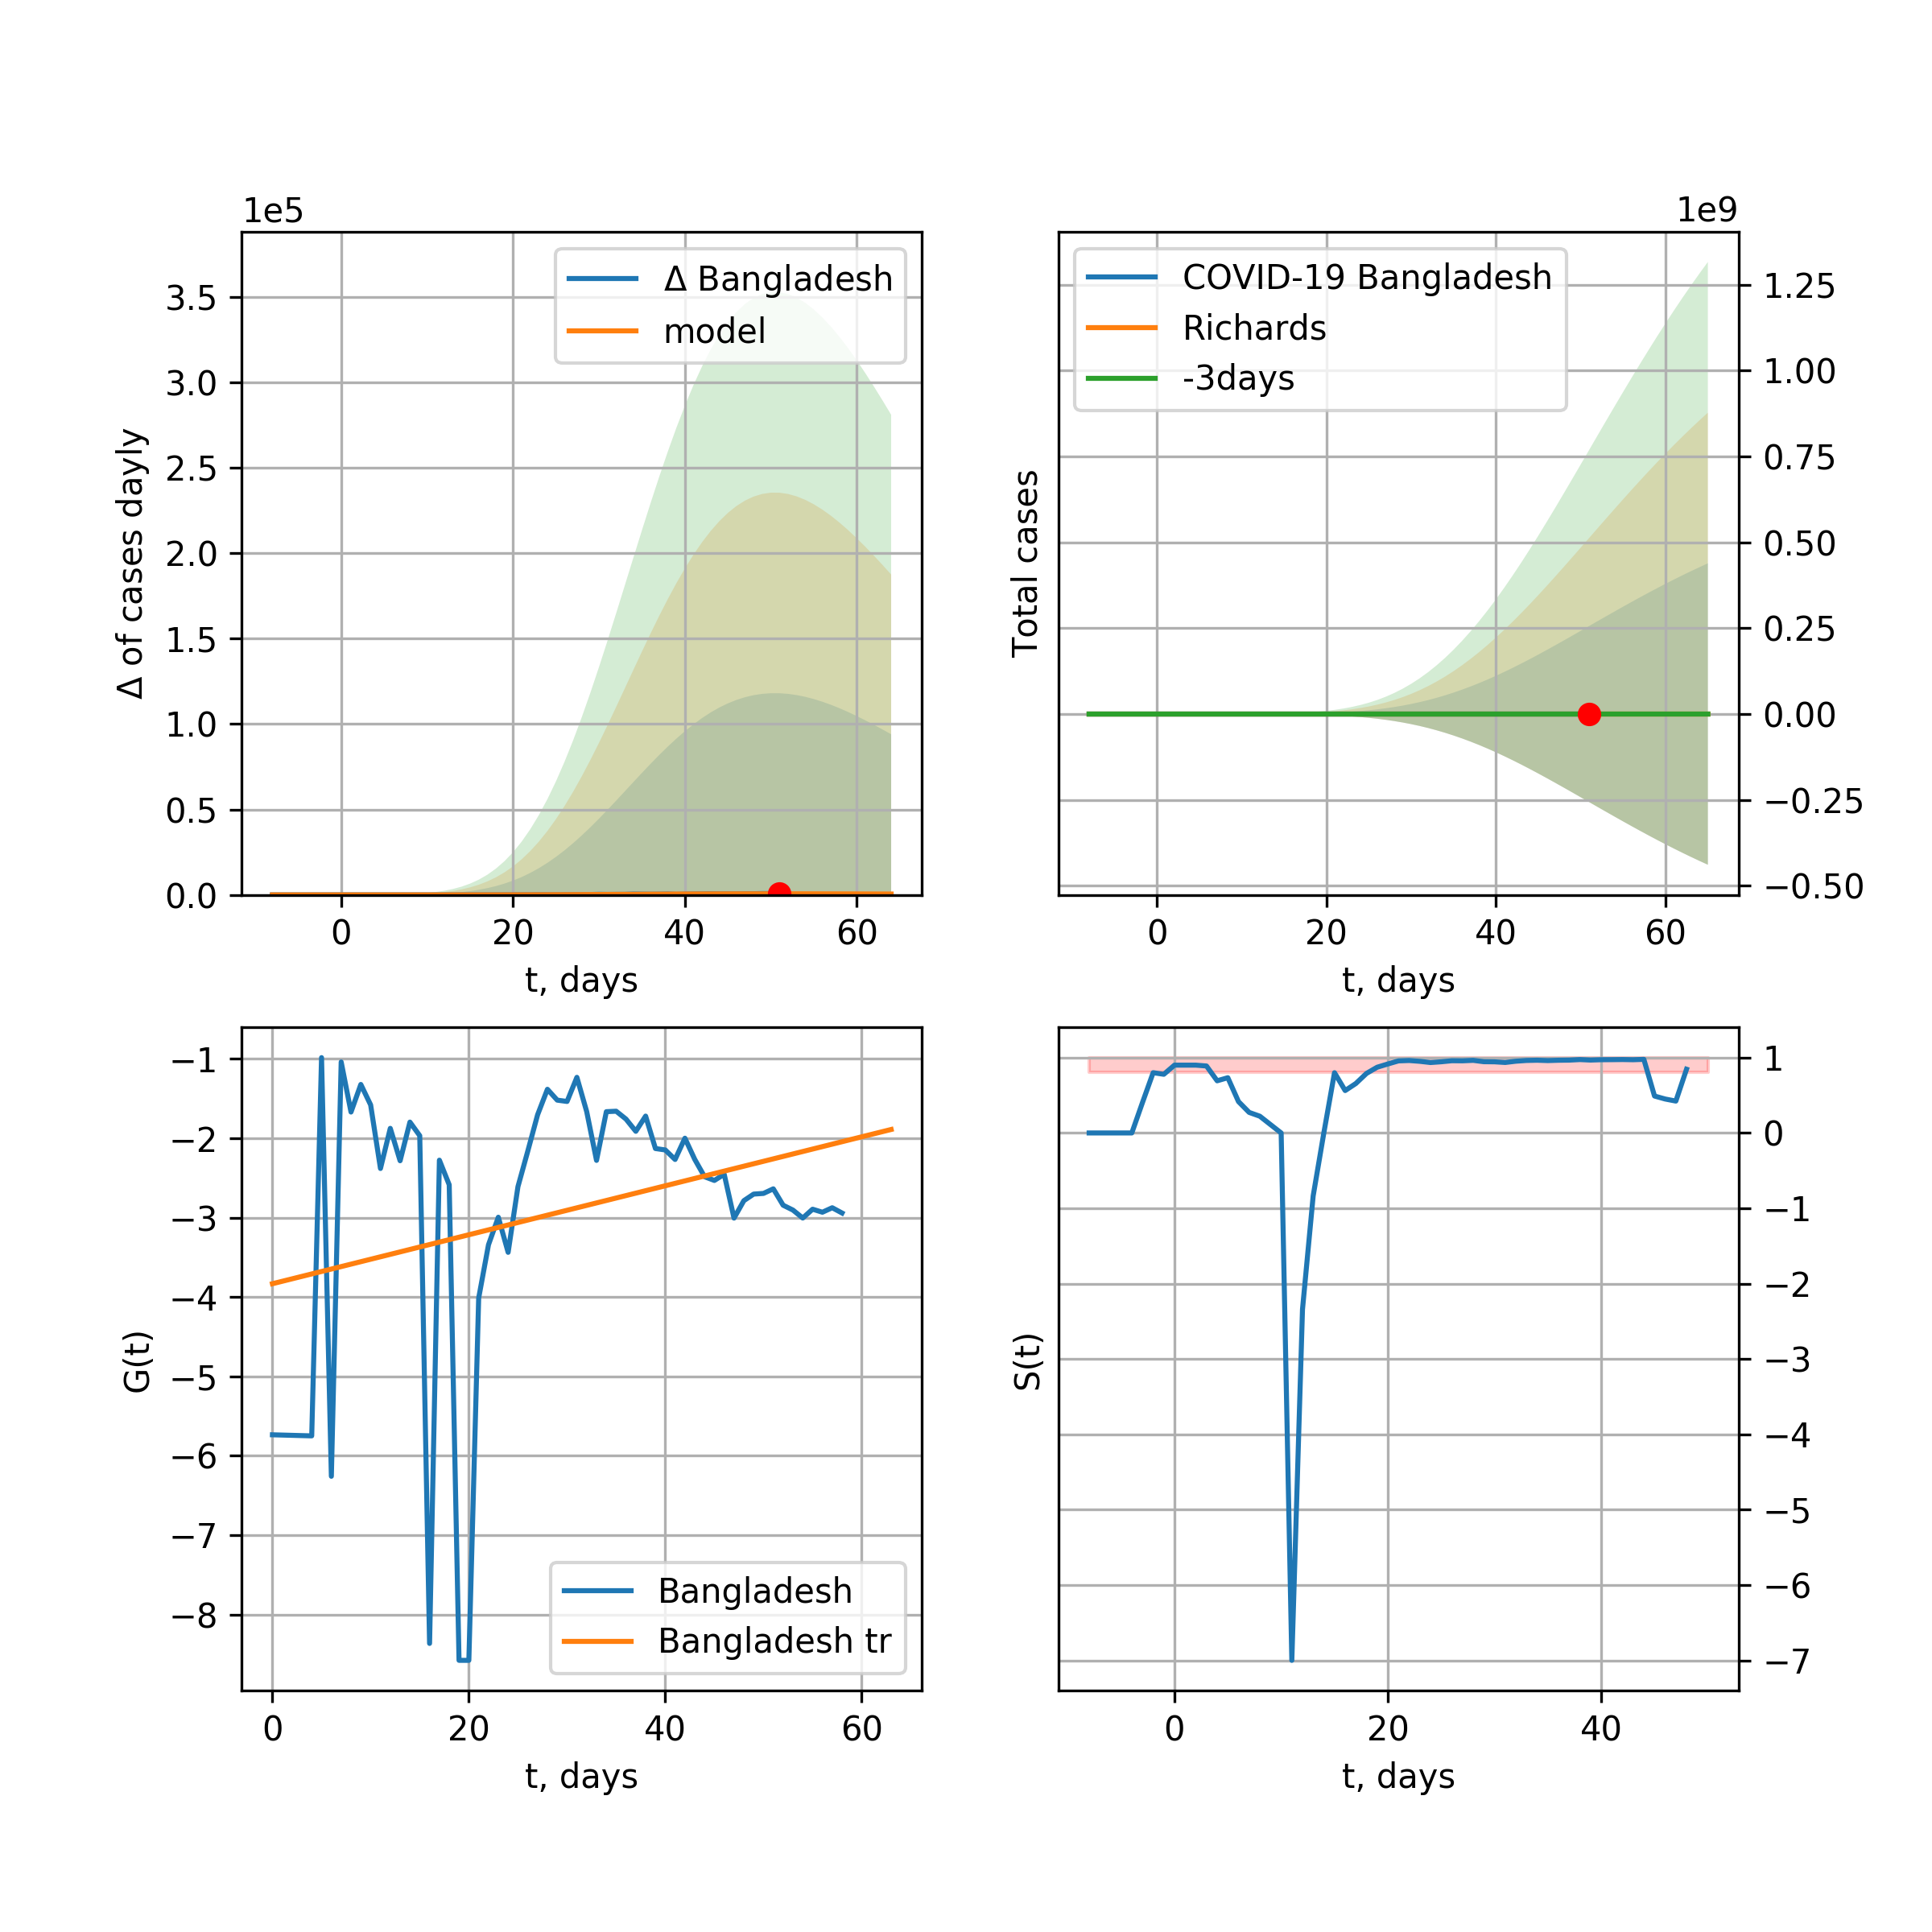 1e5
Δ Bangladesh
model
3.5
3.0
2.5
2.0
1.5
1.0
0.5
0.0
Δ of cases dayly
0 20 40 60
t, days
1e9
COVID-19 Bangladesh
Richards
-3days
1.25
1.00
0.75
0.50
0.25
0.00
−0.25
−0.50
Total cases
0 20 40 60
t, days
−1
−2
−3
−4
−5
−6
−7
−8
G(t)
Bangladesh
Bangladesh tr
0 20 40 60
t, days
1
0
−1
−2
−3
−4
−5
−6
−7
S(t)
0 20 40
t, days